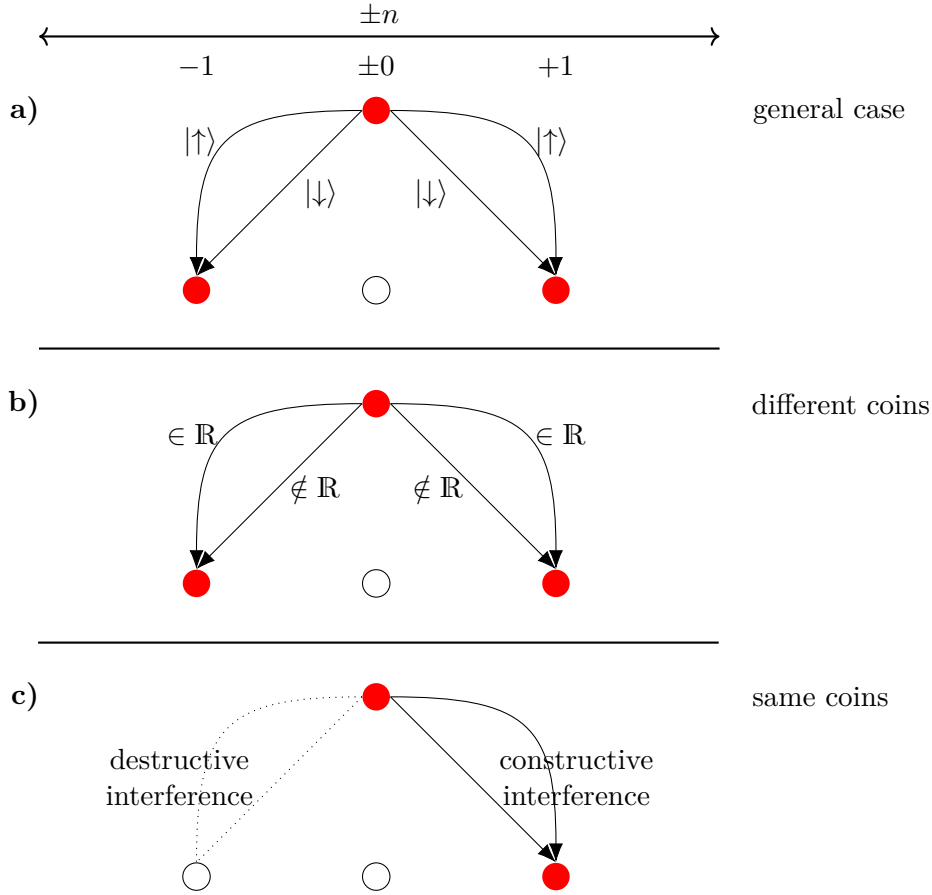 ±n
−1 ±0 +1
a) general case
|↑⟩ |↑⟩
|↓⟩ |↓⟩
b) different coins
∈ ℝ ∈ ℝ
∉ ℝ ∉ ℝ
c) same coins
destructive constructive
interference interference